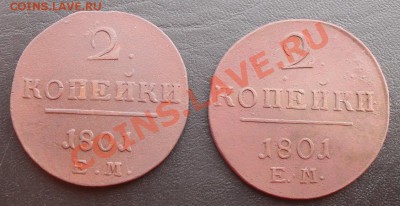 COINS.LAVE.RU
2.
КОПЕЙКИ
1801
Е.М.
2
КОПЕЙКИ
1801
Е.М.
COINS.LAVE.RU